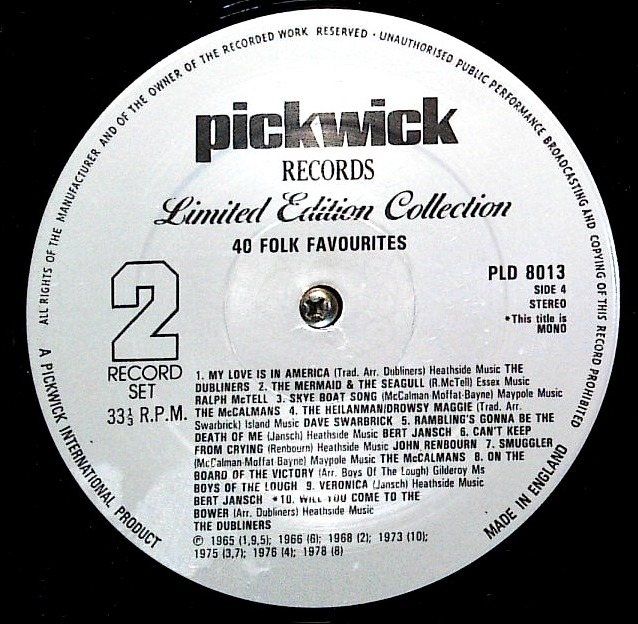 ALL RIGHTS OF THE MANUFACTURER AND OF THE OWNER OF THE RECORDED WORK RESERVED · UNAUTHORISED PUBLIC PERFORMANCE BROADCASTING AND COPYING OF THIS RECORD PROHIBITED
pickwick
RECORDS
Limited Edition Collection
40 FOLK FAVOURITES
2
RECORD
SET
33⅓ R.P.M.
PLD 8013
SIDE 4
STEREO
*This title is
MONO
1. MY LOVE IS IN AMERICA (Trad. Arr. Dubliners) Heathside Music THE
DUBLINERS 2. THE MERMAID & THE SEAGULL (R.McTell) Essex Music
RALPH McTELL 3. SKYE BOAT SONG (McCalman-Moffat-Bayne) Maypole Music
THE McCALMANS 4. THE HEILANMAN/DROWSY MAGGIE (Trad. Arr.
Swarbrick) Island Music DAVE SWARBRICK 5. RAMBLING'S GONNA BE THE
DEATH OF ME (Jansch) Heathside Music BERT JANSCH 6. CAN'T KEEP
FROM CRYING (Renbourn) Heathside Music JOHN RENBOURN 7. SMUGGLER
(McCalman-Moffat-Bayne) Maypole Music THE McCALMANS 8. ON THE
BOARD OF THE VICTORY (Arr. Boys Of The Lough) Gilderoy Ms
BOYS OF THE LOUGH 9. VERONICA (Jansch) Heathside Music
BERT JANSCH *10. WILL YOU COME TO THE
BOWER (Arr. Dubliners) Heathside Music
THE DUBLINERS
℗ 1965 (1,9,5); 1966 (6); 1968 (2); 1973 (10);
1975 (3,7); 1976 (4); 1978 (8)
A PICKWICK INTERNATIONAL PRODUCT
MADE IN ENGLAND